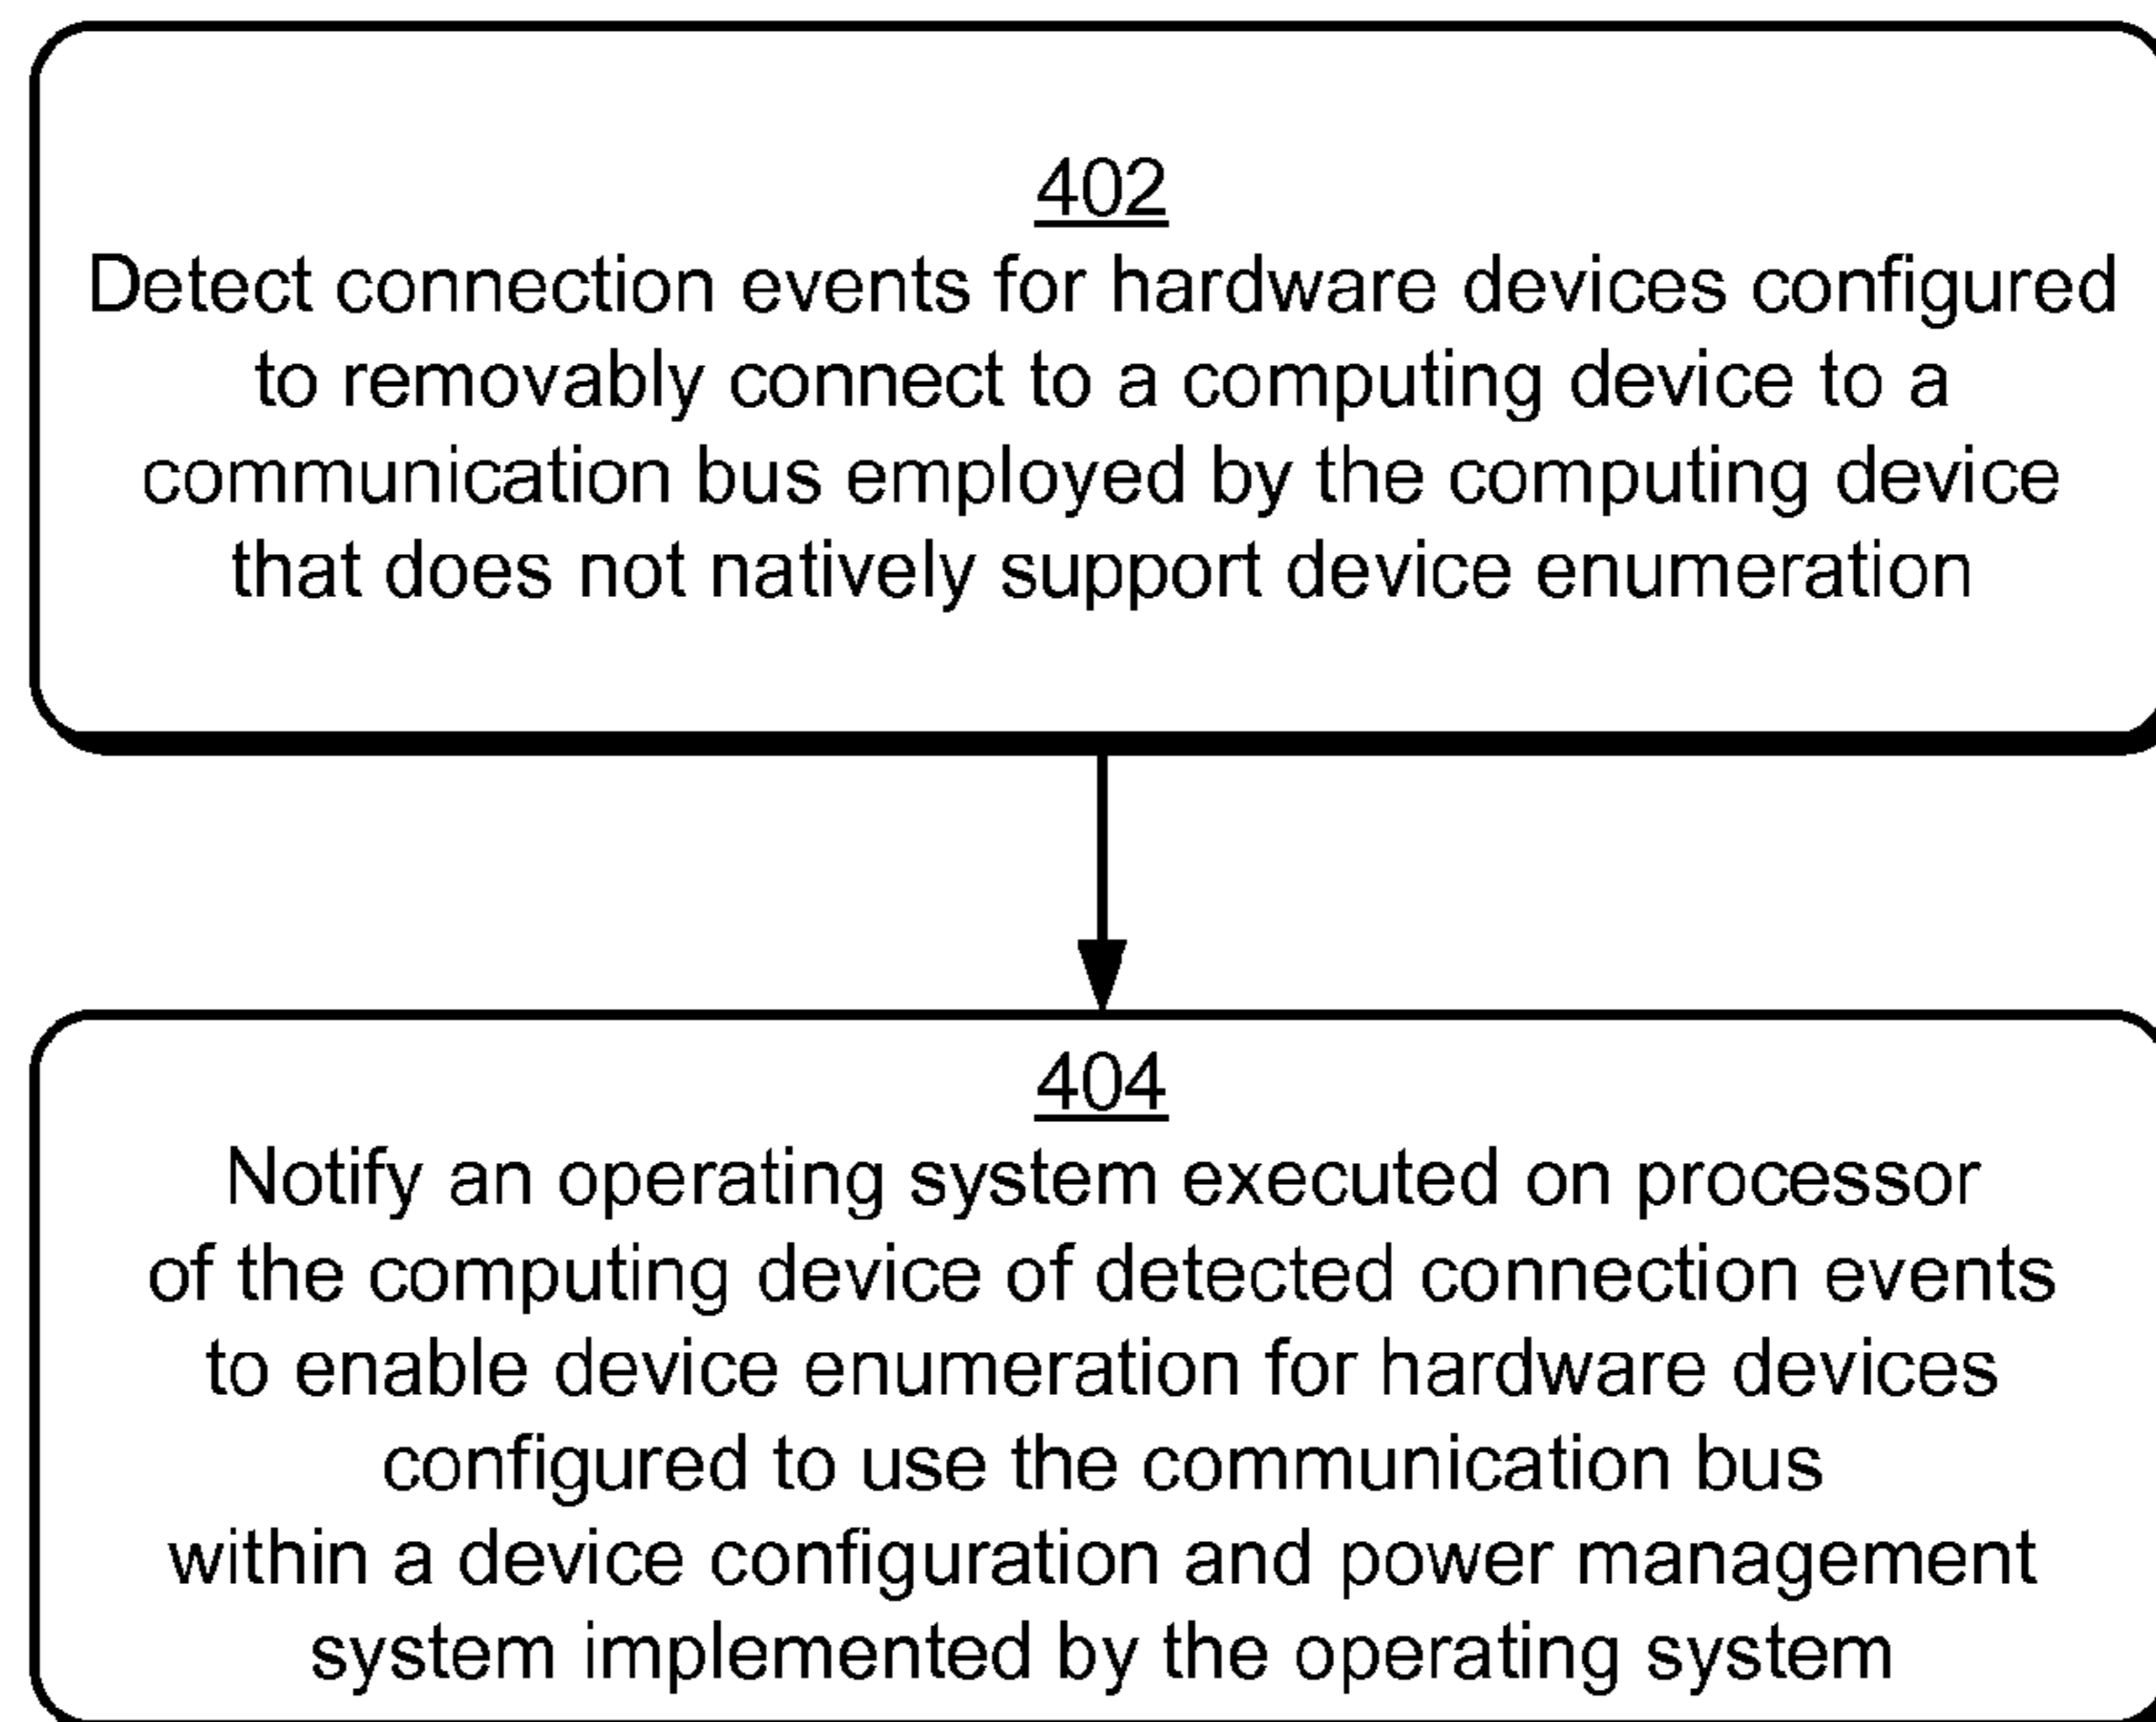 402
Detect connection events for hardware devices configured
to removably connect to a computing device to a
communication bus employed by the computing device
that does not natively support device enumeration
404
Notify an operating system executed on processor
of the computing device of detected connection events
to enable device enumeration for hardware devices
configured to use the communication bus
within a device configuration and power management
system implemented by the operating system